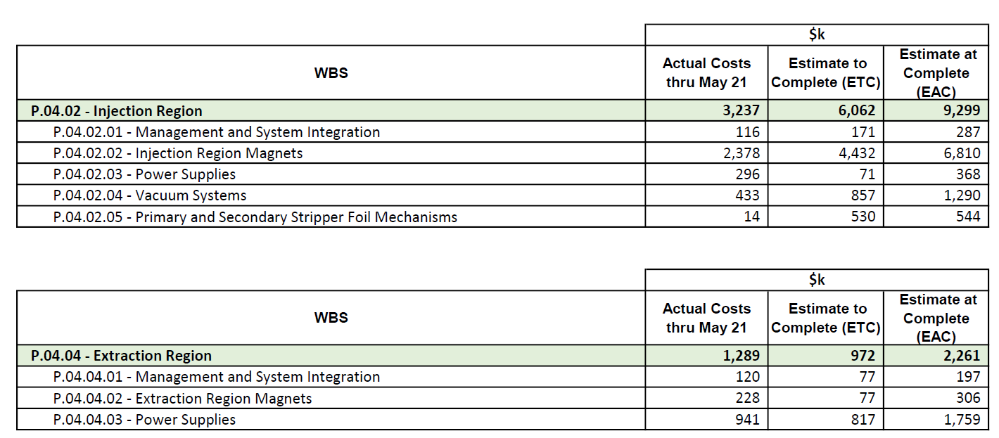 $k
WBS Actual Costs thru May 21 Estimate to Complete (ETC) Estimate at Complete (EAC)
P.04.02 - Injection Region 3,237 6,062 9,299
P.04.02.01 - Management and System Integration 116 171 287
P.04.02.02 - Injection Region Magnets 2,378 4,432 6,810
P.04.02.03 - Power Supplies 296 71 368
P.04.02.04 - Vacuum Systems 433 857 1,290
P.04.02.05 - Primary and Secondary Stripper Foil Mechanisms 14 530 544
$k
WBS Actual Costs thru May 21 Estimate to Complete (ETC) Estimate at Complete (EAC)
P.04.04 - Extraction Region 1,289 972 2,261
P.04.04.01 - Management and System Integration 120 77 197
P.04.04.02 - Extraction Region Magnets 228 77 306
P.04.04.03 - Power Supplies 941 817 1,759